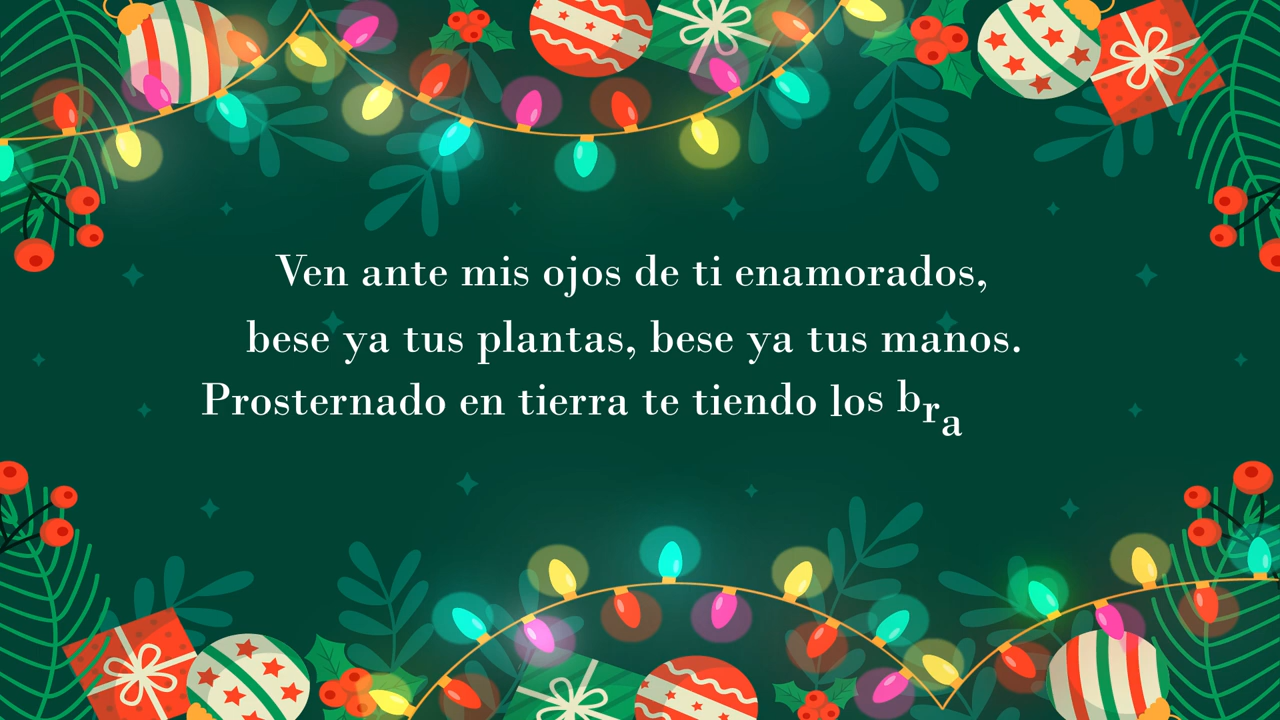 Ven ante mis ojos de ti enamorados,
bese ya tus plantas, bese ya tus manos.
Prosternado en tierra te tiendo los bra